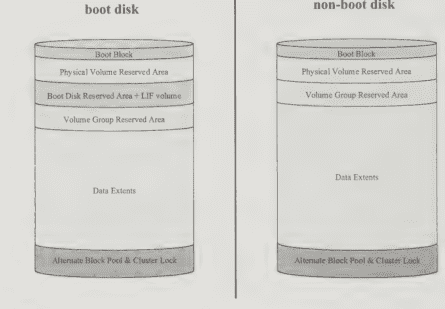 boot disk
Boot Block
Physical Volume Reserved Area
Boot Disk Reserved Area + LIF volume
Volume Group Reserved Area
Data Extents
Alternate Block Pool & Cluster Lock
non-boot disk
Boot Block
Physical Volume Reserved Area
Volume Group Reserved Area
Data Extents
Alternate Block Pool & Cluster Lock